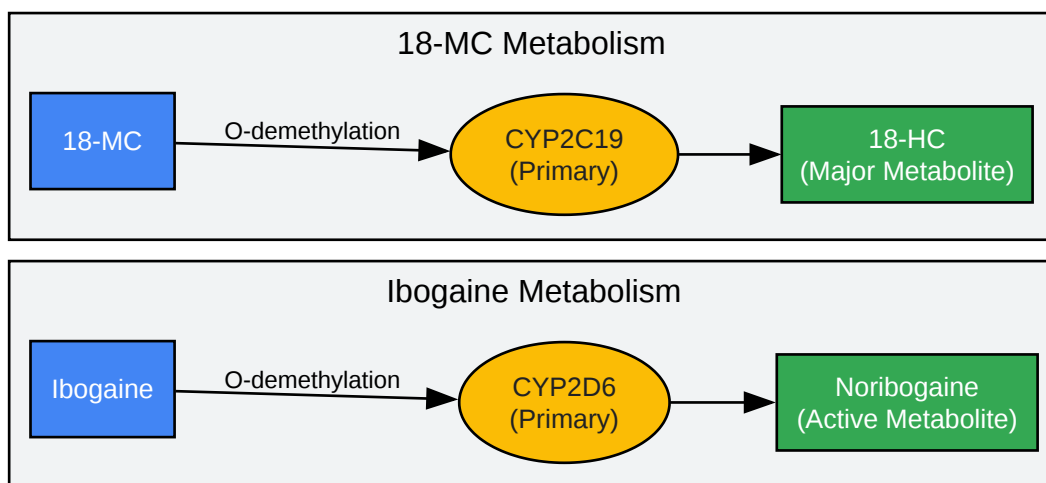 18-MC Metabolism
18-MC
O-demethylation
CYP2C19
(Primary)
18-HC
(Major Metabolite)
Ibogaine Metabolism
Ibogaine
O-demethylation
CYP2D6
(Primary)
Noribogaine
(Active Metabolite)